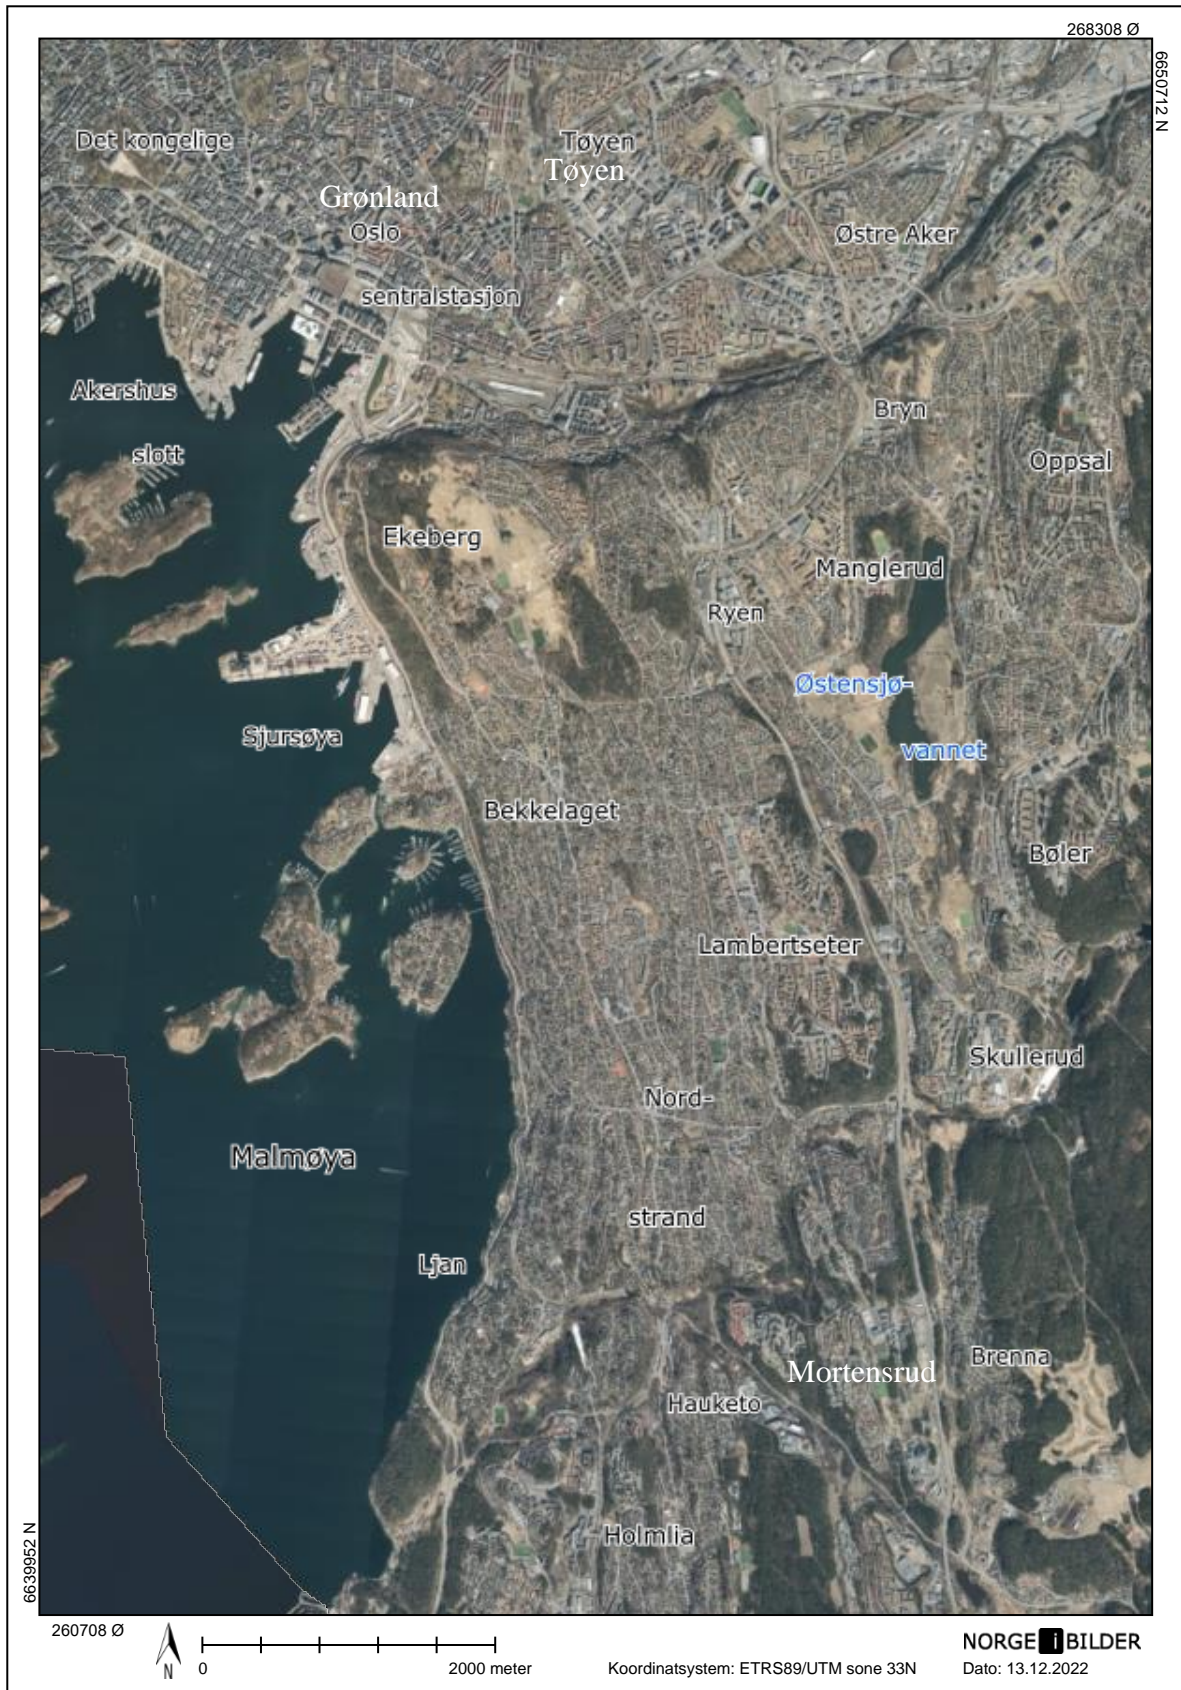 268308 Ø
6650712 N
Det kongelige
Tøyen
Tøyen
Grønland
Oslo
Østre Aker
sentralstasjon
Akershus
Bryn
slott
Oppsal
Ekeberg
Manglerud
Ryen
Østensjø-
Sjursøya
vannet
Bekkelaget
Bøler
Lambertseter
Skullerud
Nord-
Malmøya
strand
Ljan
Brenna
Mortensrud
Hauketo
Holmlia
6639952 N
260708 Ø
N
0
2000 meter
Koordinatsystem: ETRS89/UTM sone 33N
NORGE i BILDER
Dato: 13.12.2022